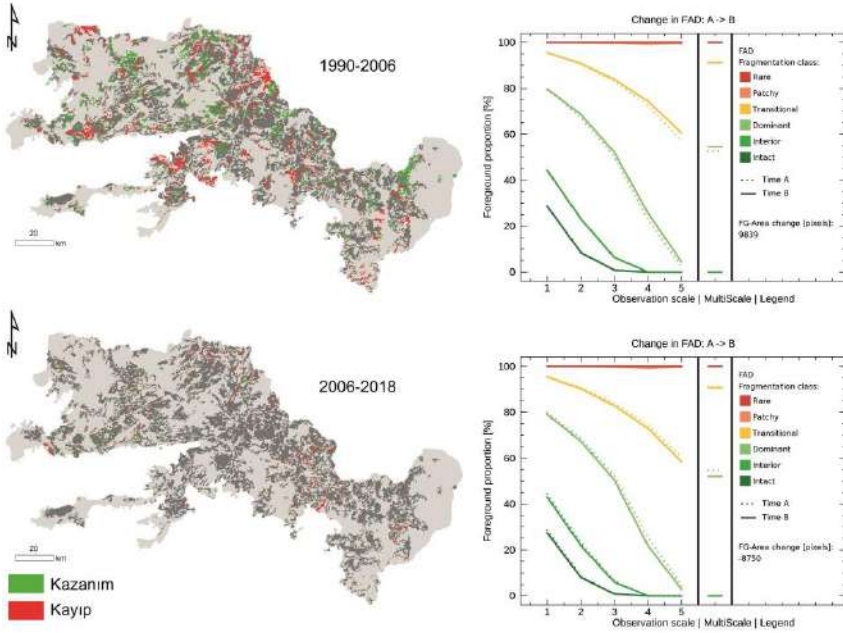 1990-2006
20
km
Change in FAD: A -> B
Foreground proportion [%]
100
80
60
40
20
0
1 2 3 4 5
Observation scale | MultiScale | Legend
FAD
Fragmentation class:
Rare
Patchy
Transitional
Dominant
Interior
Intact
Time A
Time B
FG-Area change [pixels]:
9839
2006-2018
20
km
Kazanım
Kayıp
Change in FAD: A -> B
Foreground proportion [%]
100
80
60
40
20
0
1 2 3 4 5
Observation scale | MultiScale | Legend
FAD
Fragmentation class:
Rare
Patchy
Transitional
Dominant
Interior
Intact
Time A
Time B
FG-Area change [pixels]:
-8750